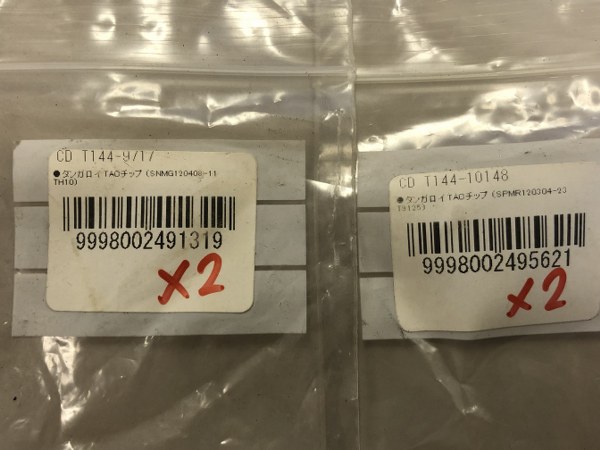 CD T144-9717
●タンガロイTACチップ (SNMG120408-11
TH10)
9998002491319
X2
CD T144-10148
●タンガロイTACチップ (SPMR120304-23
9998002495621
X2